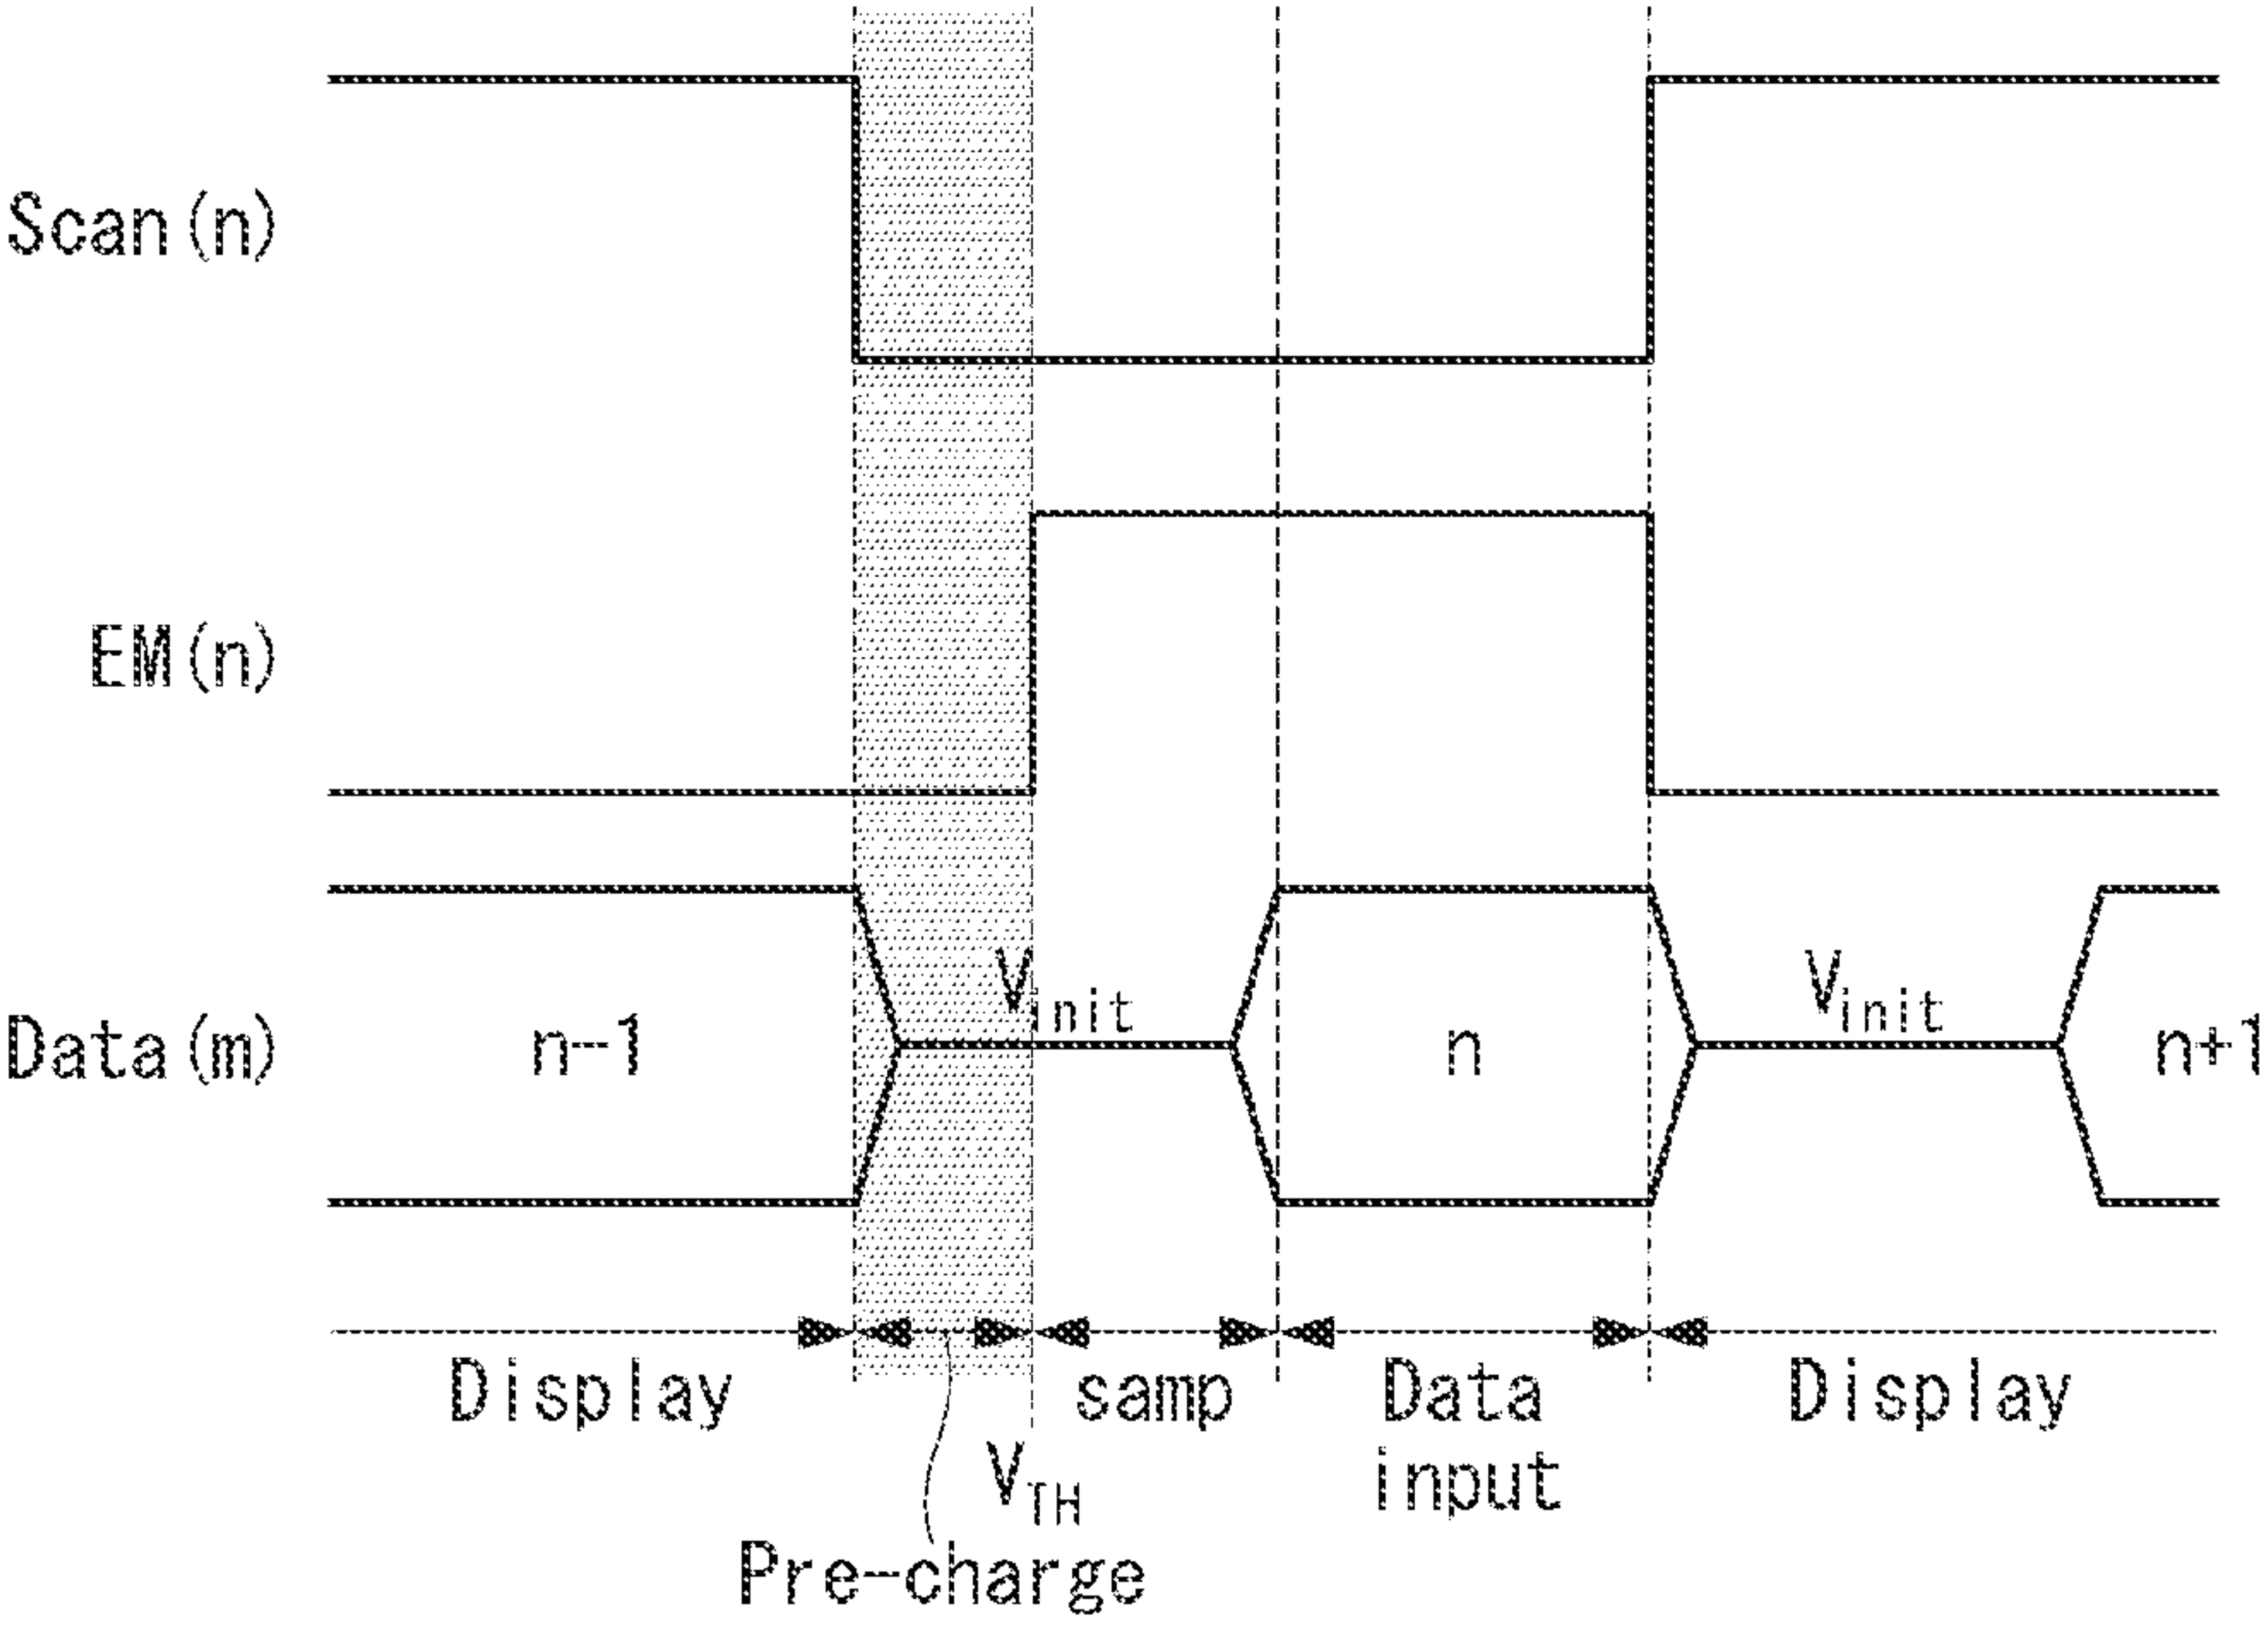 Scan(n)
EM(n)
Data(m)
n-1
Vinit
n
Vinit
n+1
Display
samp
Data
input
Display
VTH
Pre-charge